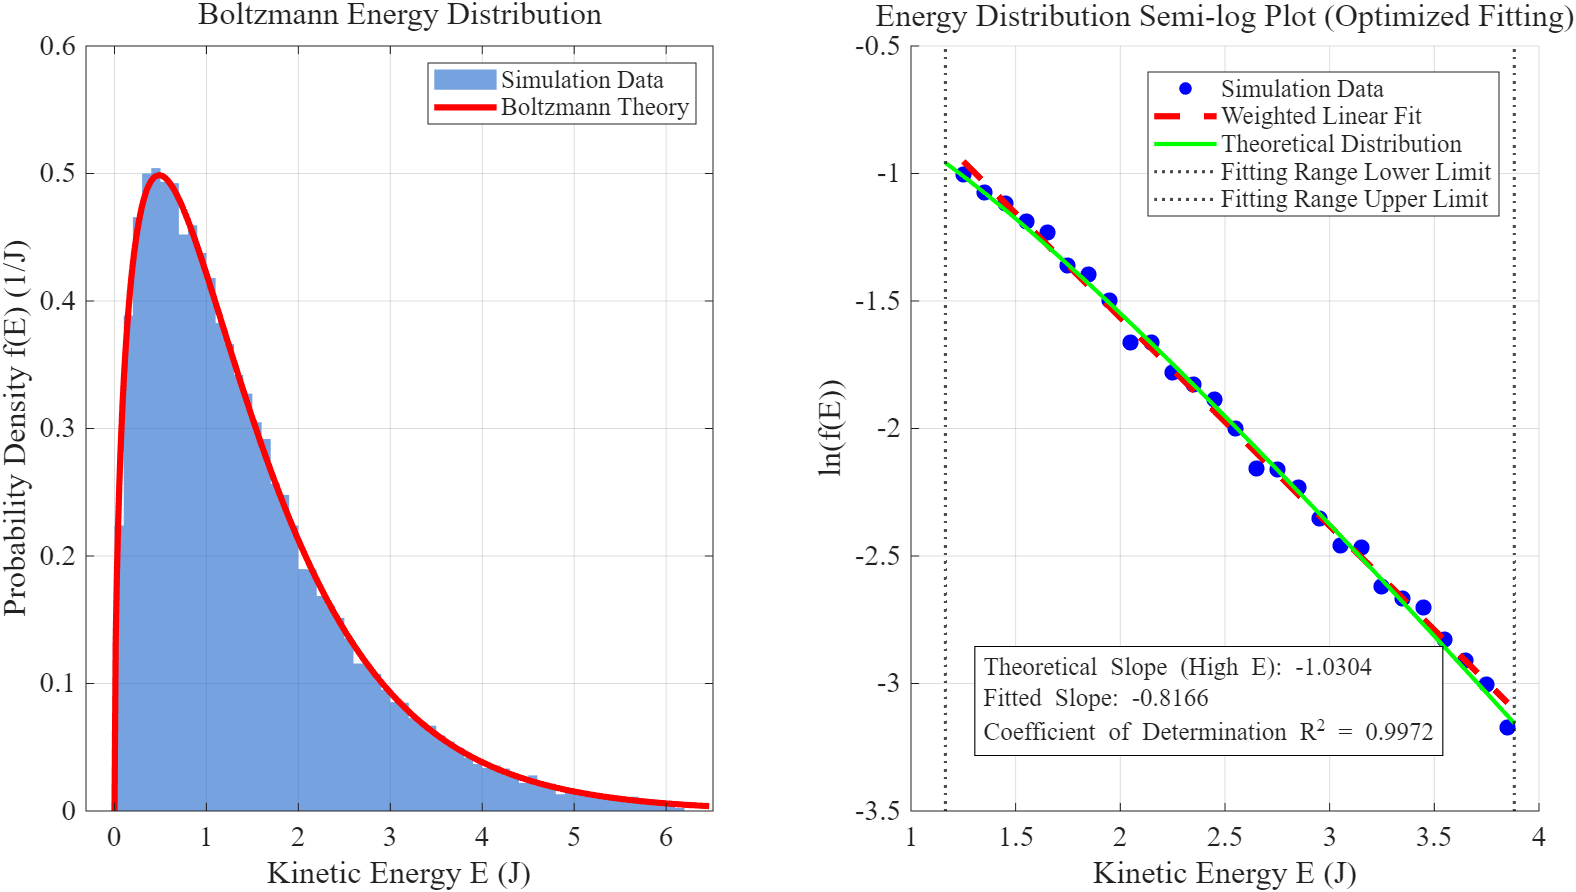 Boltzmann Energy Distribution
Probability Density f(E) (1/J)
0.6
0.5
0.4
0.3
0.2
0.1
0
Simulation Data
Boltzmann Theory
0 1 2 3 4 5 6
Kinetic Energy E (J)
Energy Distribution Semi-log Plot (Optimized Fitting)
ln(f(E))
-0.5
-1
-1.5
-2
-2.5
-3
-3.5
Simulation Data
Weighted Linear Fit
Theoretical Distribution
Fitting Range Lower Limit
Fitting Range Upper Limit
Theoretical Slope (High E): -1.0304
Fitted Slope: -0.8166
Coefficient of Determination R² = 0.9972
1 1.5 2 2.5 3 3.5 4
Kinetic Energy E (J)